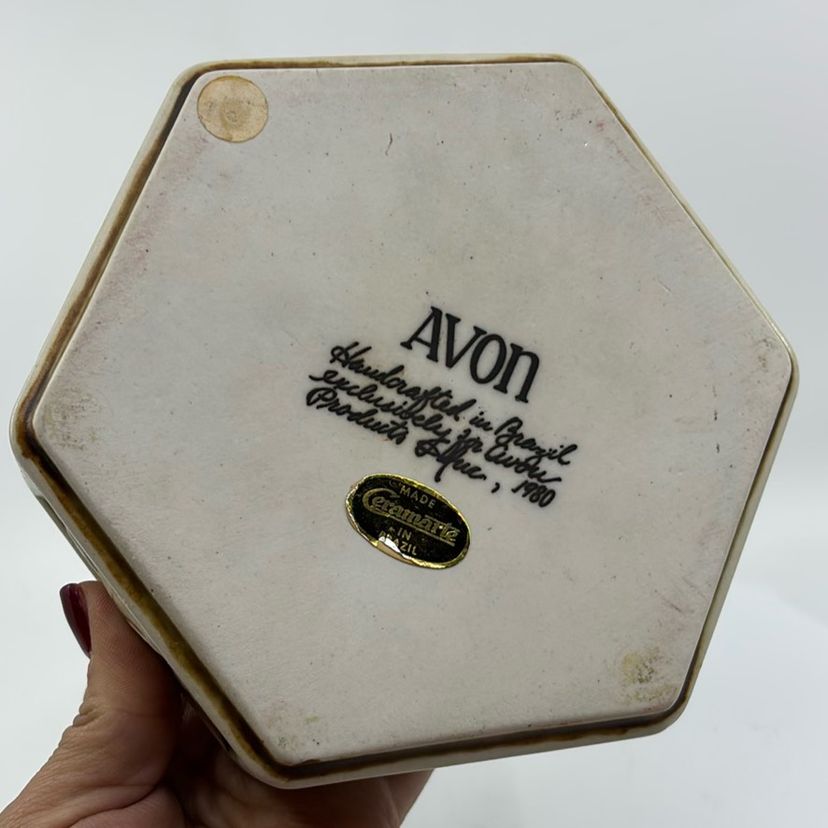 AVON
Handcrafted in Brazil
exclusively for Avon
Products Inc., 1980
MADE
Ceramarte
IN
BRAZIL